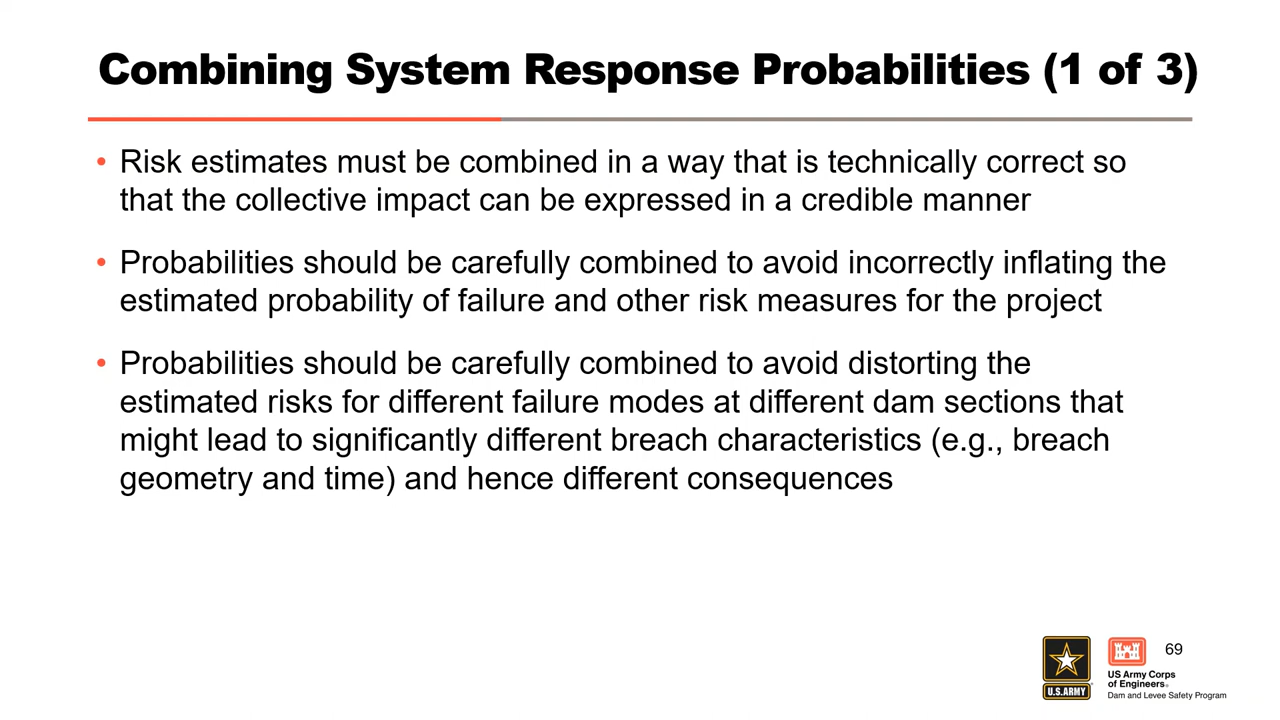 Combining System Response Probabilities (1 of 3)
• Risk estimates must be combined in a way that is technically correct so
that the collective impact can be expressed in a credible manner
• Probabilities should be carefully combined to avoid incorrectly inflating the
estimated probability of failure and other risk measures for the project
• Probabilities should be carefully combined to avoid distorting the
estimated risks for different failure modes at different dam sections that
might lead to significantly different breach characteristics (e.g., breach
geometry and time) and hence different consequences
69
U.S.ARMY
US Army Corps
of Engineers®
Dam and Levee Safety Program